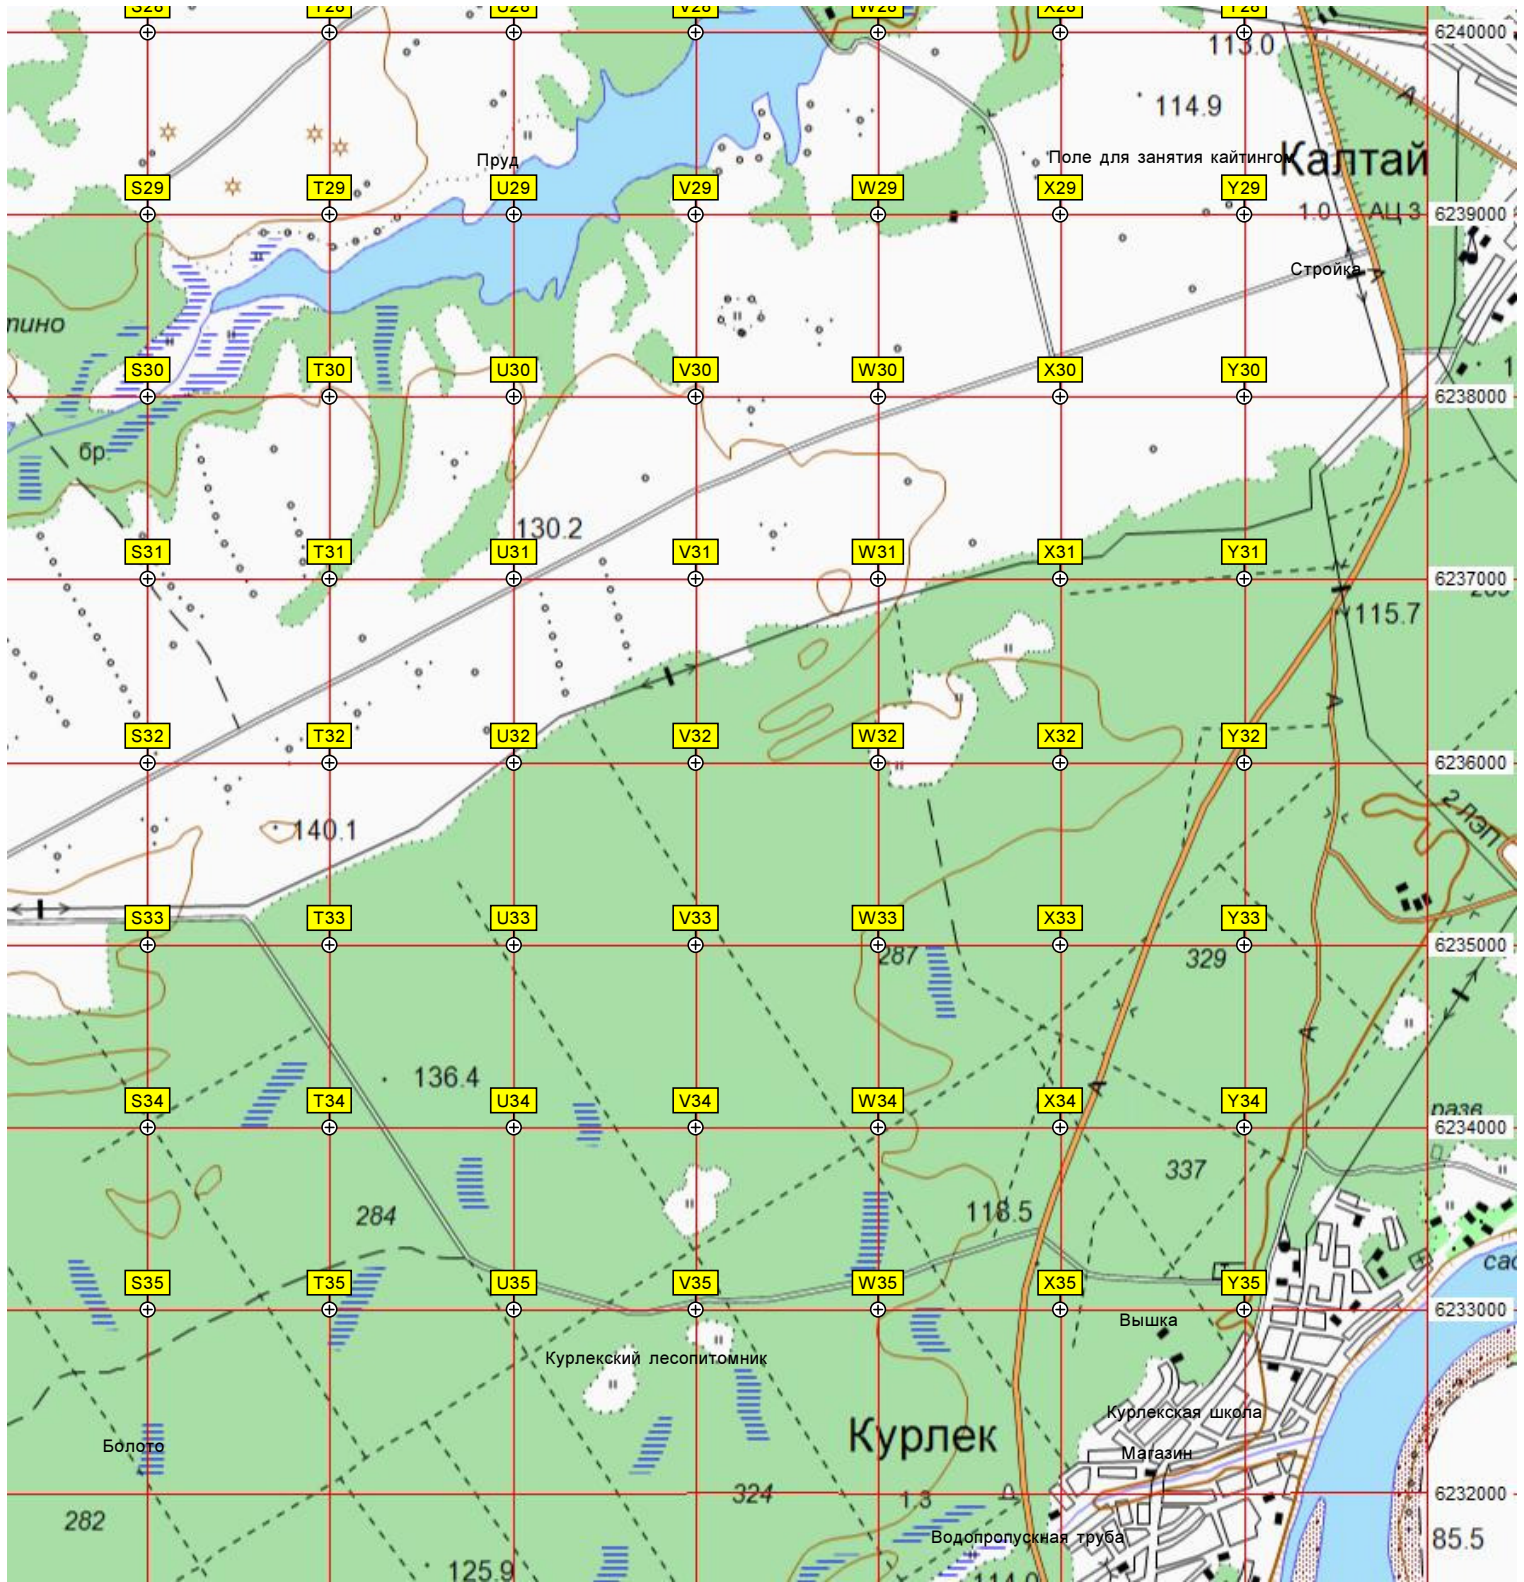 S28 T28 U28 V28 W28 X28 Y28
6240000
113.0
114.9
А
Пруд
Поле для занятия кайтингом
Калтай
S29 T29 U29 V29 W29 X29 Y29
1.0 АЦ 3
6239000
Стройка
А
тино
S30 T30 U30 V30 W30 X30 Y30
1
6238000
бр.
130.2
S31 T31 U31 V31 W31 X31 Y31
6237000
115.7
А
S32 T32 U32 V32 W32 X32 Y32
6236000
2 ЛЭП
140.1
S33 T33 U33 V33 W33 X33 Y33
6235000
287
329
А
136.4
А
S34 T34 U34 V34 W34 X34 Y34
разв
6234000
337
284
118.5
сад
S35 T35 U35 V35 W35 X35 Y35
6233000
Вышка
Курлекский лесопитомник
Курлекская школа
Курлек
Болото
Магазин
324
1.3
6232000
282
Водопропускная труба
85.5
125.9
114.0